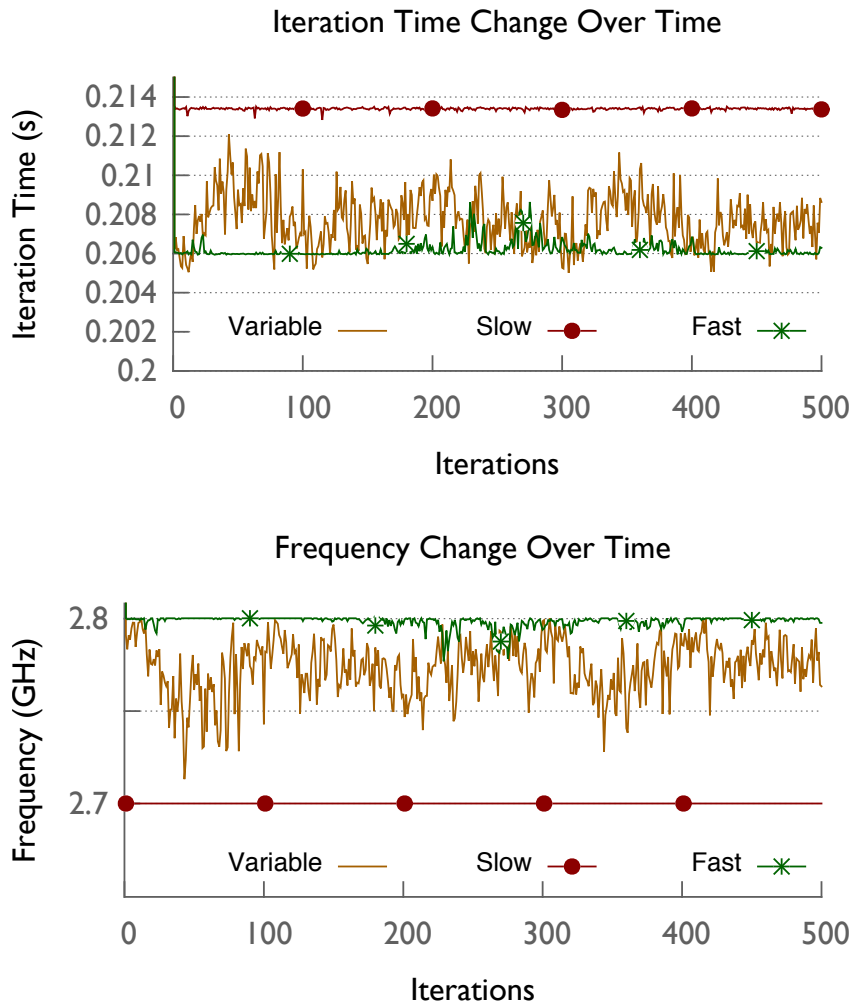 Iteration Time Change Over Time
Iteration Time (s)
0.214
0.212
0.21
0.208
0.206
0.204
0.202
0.2
Variable
Slow
Fast
0 100 200 300 400 500
Iterations
Frequency Change Over Time
Frequency (GHz)
2.8
2.7
Variable
Slow
Fast
0 100 200 300 400 500
Iterations